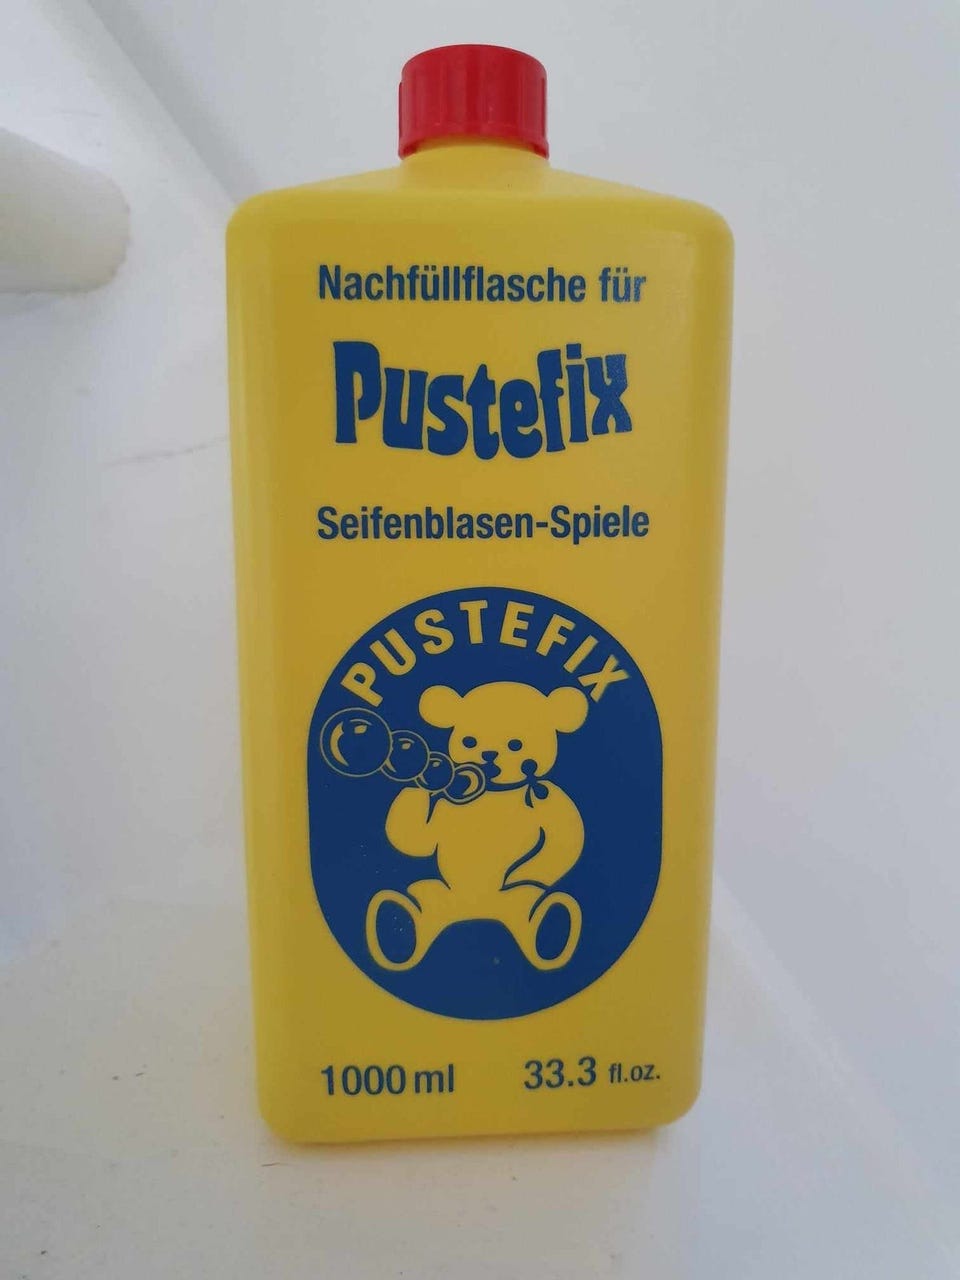 Nachfüllflasche für
Pustefix
Seifenblasen-Spiele
PUSTEFIX
1000 ml 33.3 fl.oz.